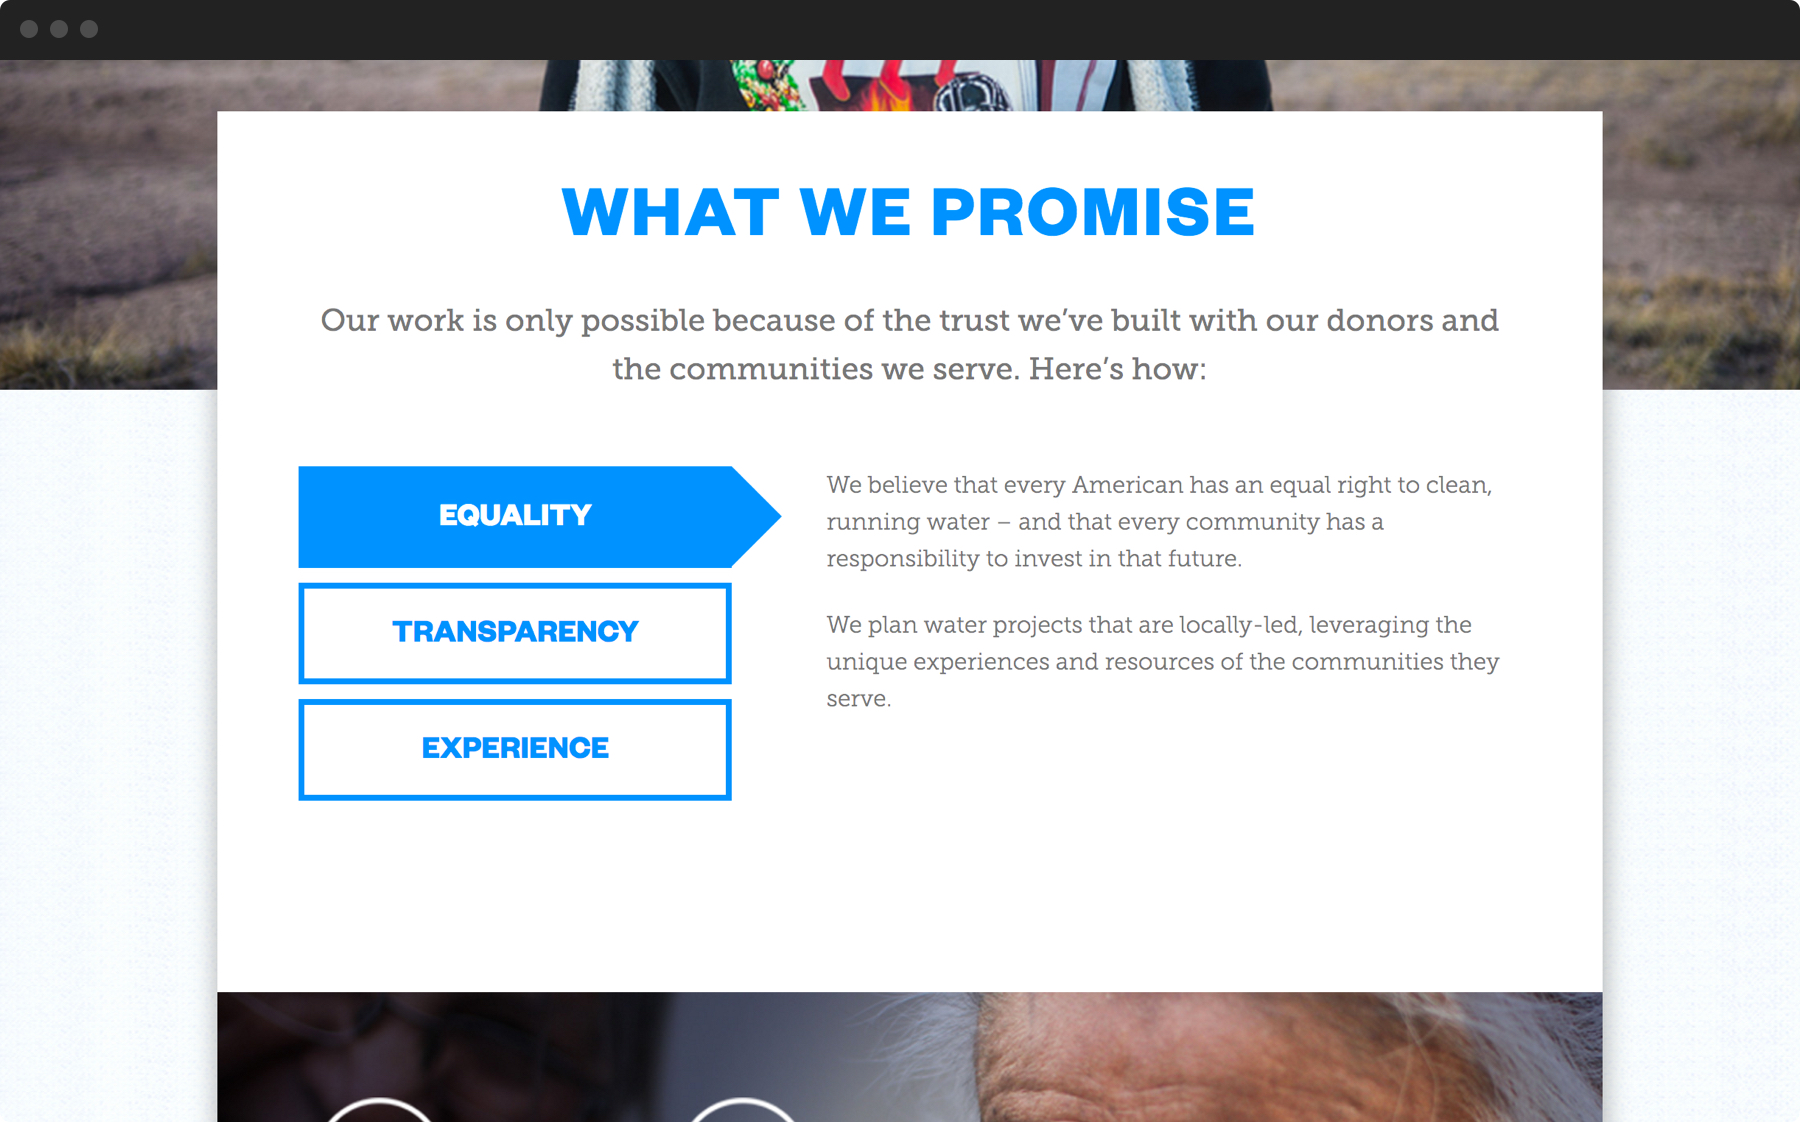 WHAT WE PROMISE
Our work is only possible because of the trust we’ve built with our donors and
the communities we serve. Here’s how:
EQUALITY
TRANSPARENCY
EXPERIENCE
We believe that every American has an equal right to clean,
running water – and that every community has a
responsibility to invest in that future.
We plan water projects that are locally-led, leveraging the
unique experiences and resources of the communities they
serve.